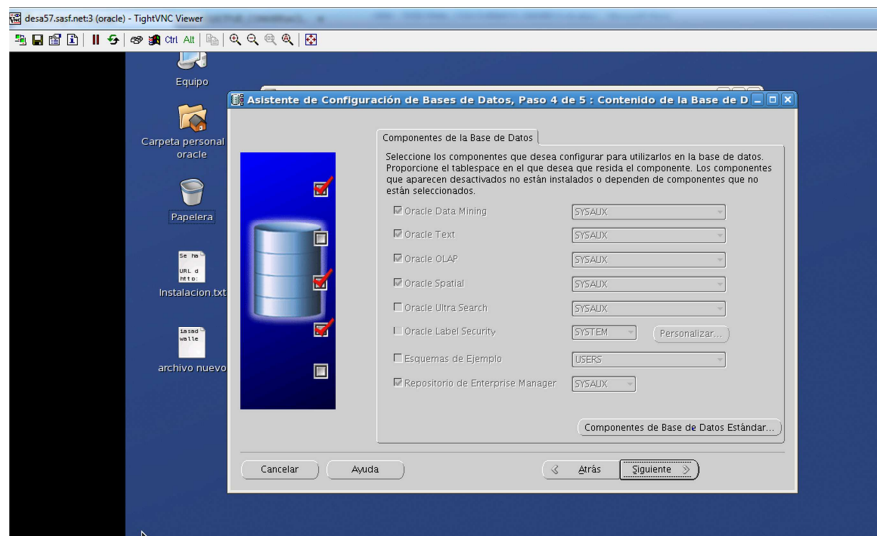 desa57.sasf.net:3 (oracle) - TightVNC Viewer
Ctrl Alt
Equipo
Carpeta personal
oracle
Papelera
Se ha
URL d
Instalacion.txt
archivo nuevo
Asistente de Configuración de Bases de Datos, Paso 4 de 5 : Contenido de la Base de D
Componentes de la Base de Datos
Seleccione los componentes que desea configurar para utilizarlos en la base de datos.
Proporcione el tablespace en el que desea que resida el componente. Los componentes
que aparecen desactivados no están instalados o dependen de componentes que no
están seleccionados.
Oracle Data Mining SYSAUX
Oracle Text SYSAUX
Oracle OLAP SYSAUX
Oracle Spatial SYSAUX
Oracle Ultra Search SYSAUX
Oracle Label Security SYSTEM Personalizar...
Esquemas de Ejemplo USERS
Repositorio de Enterprise Manager SYSAUX
Componentes de Base de Datos Estándar...
Cancelar Ayuda Atrás Siguiente